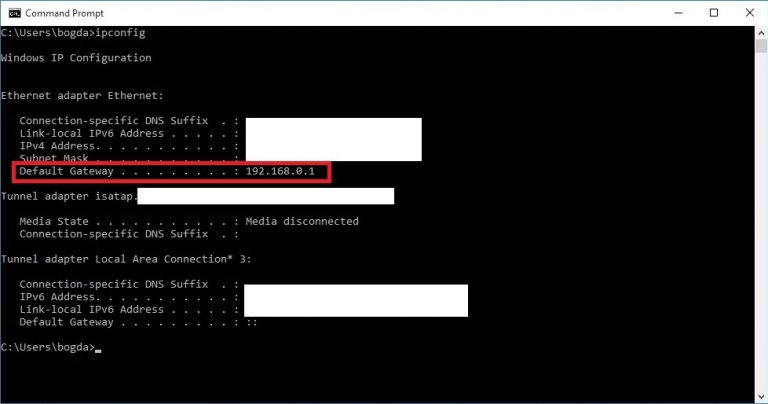 Command Prompt
C:\Users\bogda>ipconfig
Windows IP Configuration
Ethernet adapter Ethernet:
Connection-specific DNS Suffix . :
Link-local IPv6 Address . . . . . :
IPv4 Address. . . . . . . . . . . :
Subnet Mask . . . . . . . . . . . :
Default Gateway . . . . . . . . . : 192.168.0.1
Tunnel adapter isatap.
Media State . . . . . . . . . . . : Media disconnected
Connection-specific DNS Suffix . :
Tunnel adapter Local Area Connection* 3:
Connection-specific DNS Suffix . :
IPv6 Address. . . . . . . . . . . :
Link-local IPv6 Address . . . . . :
Default Gateway . . . . . . . . . : ::
C:\Users\bogda>_